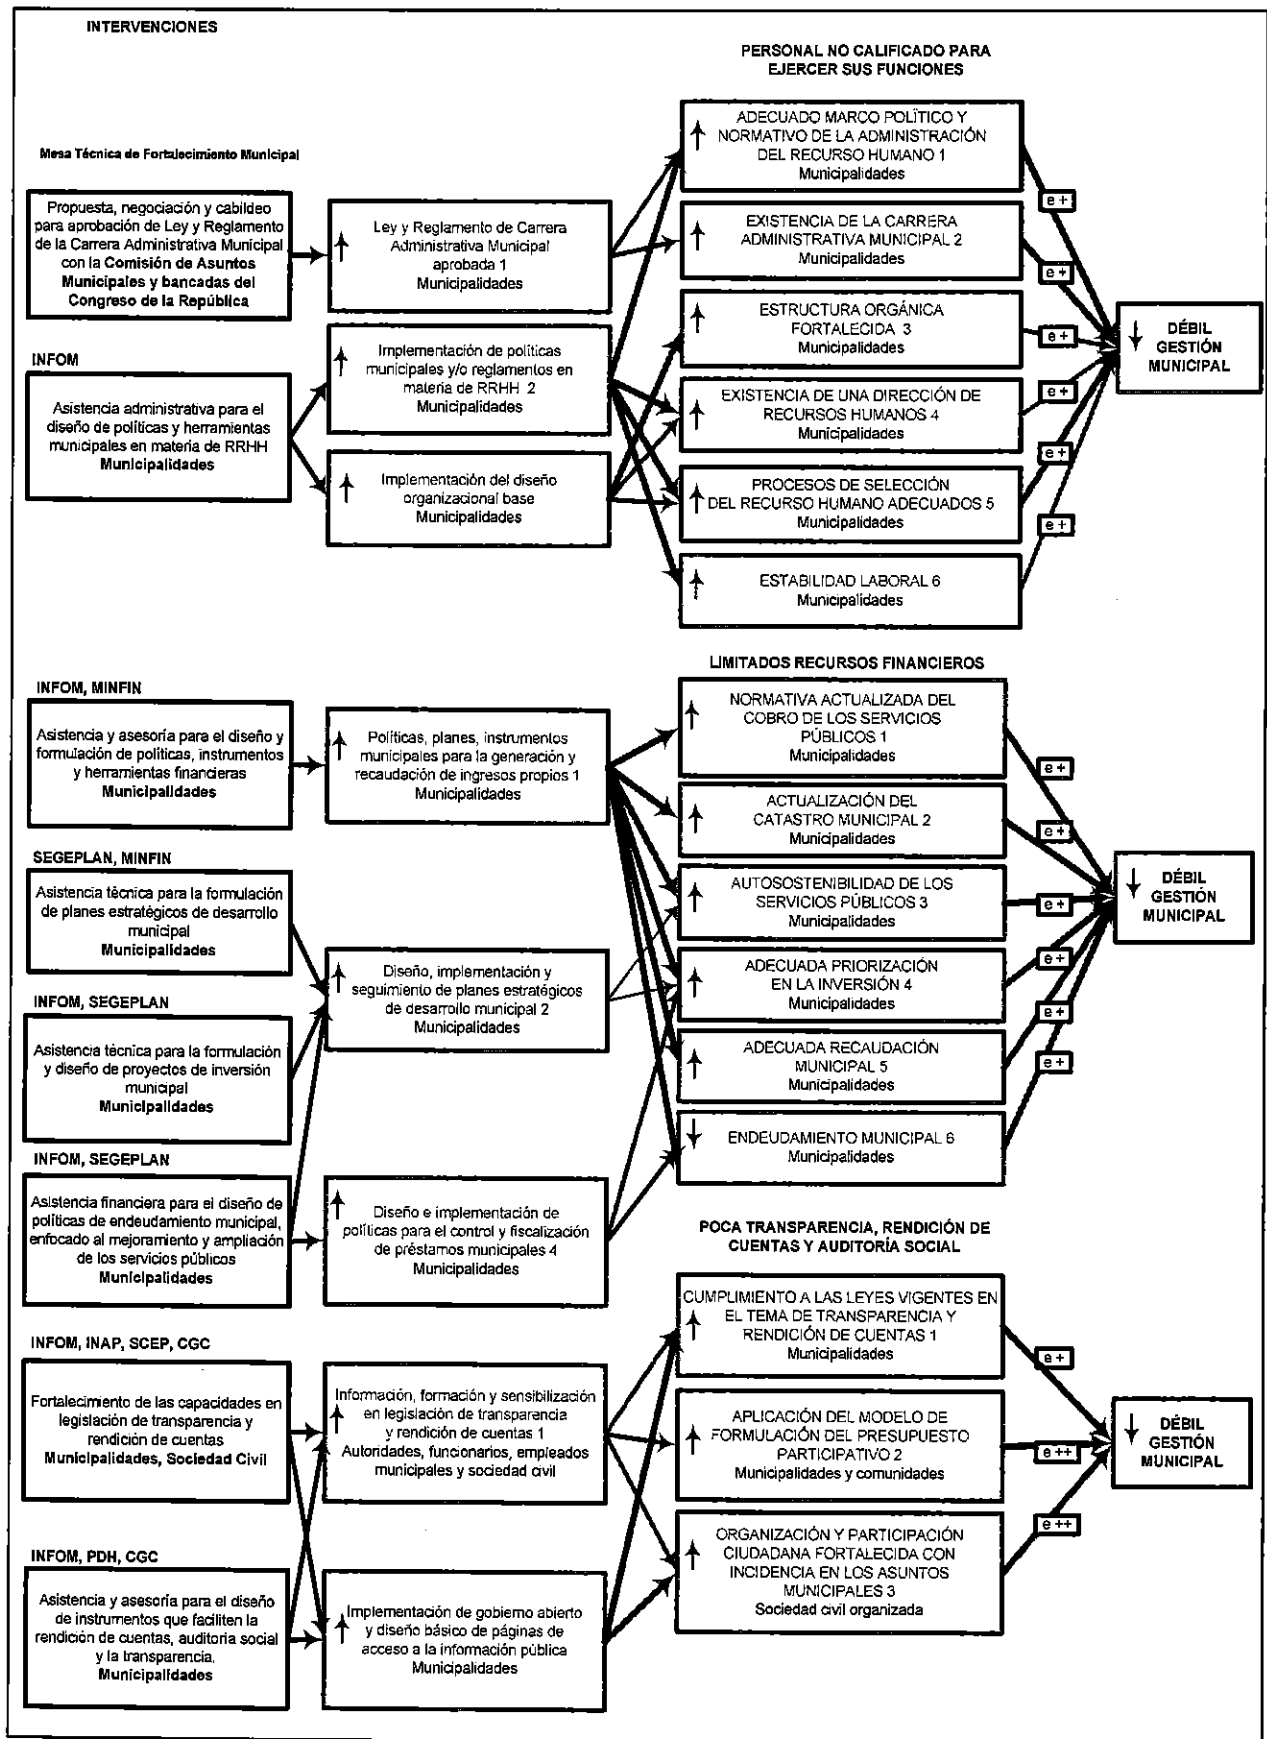 INTERVENCIONES
PERSONAL NO CALIFICADO PARA
EJERCER SUS FUNCIONES
Mesa Técnica de Fortalecimiento Municipal
Propuesta, negociación y cabildeo
para aprobación de Ley y Reglamento
de la Carrera Administrativa Municipal
con la Comisión de Asuntos
Municipales y bancadas del
Congreso de la República
Ley y Reglamento de Carrera
Administrativa Municipal
aprobada 1
Municipalidades
INFOM
Asistencia administrativa para el
diseño de políticas y herramientas
municipales en materia de RRHH
Municipalidades
Implementación de políticas
municipales y/o reglamentos en
materia de RRHH 2
Municipalidades
Implementación del diseño
organizacional base
Municipalidades
ADECUADO MARCO POLÍTICO Y
NORMATIVO DE LA ADMINISTRACIÓN
DEL RECURSO HUMANO 1
Municipalidades
EXISTENCIA DE LA CARRERA
ADMINISTRATIVA MUNICIPAL 2
Municipalidades
ESTRUCTURA ORGÁNICA
FORTALECIDA 3
Municipalidades
EXISTENCIA DE UNA DIRECCIÓN DE
RECURSOS HUMANOS 4
Municipalidades
PROCESOS DE SELECCIÓN
DEL RECURSO HUMANO ADECUADOS 5
Municipalidades
ESTABILIDAD LABORAL 6
Municipalidades
e +
e +
e +
e +
e +
e +
DÉBIL
GESTIÓN
MUNICIPAL
LIMITADOS RECURSOS FINANCIEROS
INFOM, MINFIN
Asistencia y asesoría para el diseño y
formulación de políticas, instrumentos
y herramientas financieras
Municipalidades
Políticas, planes, instrumentos
municipales para la generación y
recaudación de ingresos propios 1
Municipalidades
SEGEPLAN, MINFIN
Asistencia técnica para la formulación
de planes estratégicos de desarrollo
municipal
Municipalidades
Diseño, implementación y
seguimiento de planes estratégicos
de desarrollo municipal 2
Municipalidades
INFOM, SEGEPLAN
Asistencia técnica para la formulación
y diseño de proyectos de inversión
municipal
Municipalidades
INFOM, SEGEPLAN
Asistencia financiera para el diseño de
políticas de endeudamiento municipal,
enfocado al mejoramiento y ampliación
de los servicios públicos
Municipalidades
Diseño e implementación de
políticas para el control y fiscalización
de préstamos municipales 4
Municipalidades
NORMATIVA ACTUALIZADA DEL
COBRO DE LOS SERVICIOS
PÚBLICOS 1
Municipalidades
ACTUALIZACIÓN DEL
CATASTRO MUNICIPAL 2
Municipalidades
AUTOSOSTENIBILIDAD DE LOS
SERVICIOS PÚBLICOS 3
Municipalidades
ADECUADA PRIORIZACIÓN
EN LA INVERSIÓN 4
Municipalidades
ADECUADA RECAUDACIÓN
MUNICIPAL 5
Municipalidades
ENDEUDAMIENTO MUNICIPAL 6
Municipalidades
e +
e +
e +
e +
e +
e +
DÉBIL
GESTIÓN
MUNICIPAL
POCA TRANSPARENCIA, RENDICIÓN DE
CUENTAS Y AUDITORÍA SOCIAL
INFOM, INAP, SCEP, CGC
Fortalecimiento de las capacidades en
legislación de transparencia y
rendición de cuentas
Municipalidades, Sociedad Civil
Información, formación y sensibilización
en legislación de transparencia
y rendición de cuentas 1
Autoridades, funcionarios, empleados
municipales y sociedad civil
INFOM, PDH, CGC
Asistencia y asesoría para el diseño
de instrumentos que faciliten la
rendición de cuentas, auditoria social
y la transparencia.
Municipalidades
Implementación de gobierno abierto
y diseño básico de páginas de
acceso a la información pública
Municipalidades
CUMPLIMIENTO A LAS LEYES VIGENTES EN
EL TEMA DE TRANSPARENCIA Y
RENDICIÓN DE CUENTAS 1
Municipalidades
APLICACIÓN DEL MODELO DE
FORMULACIÓN DEL PRESUPUESTO
PARTICIPATIVO 2
Municipalidades y comunidades
ORGANIZACIÓN Y PARTICIPACIÓN
CIUDADANA FORTALECIDA CON
INCIDENCIA EN LOS ASUNTOS
MUNICIPALES 3
Sociedad civil organizada
e +
e ++
e ++
DÉBIL
GESTIÓN
MUNICIPAL